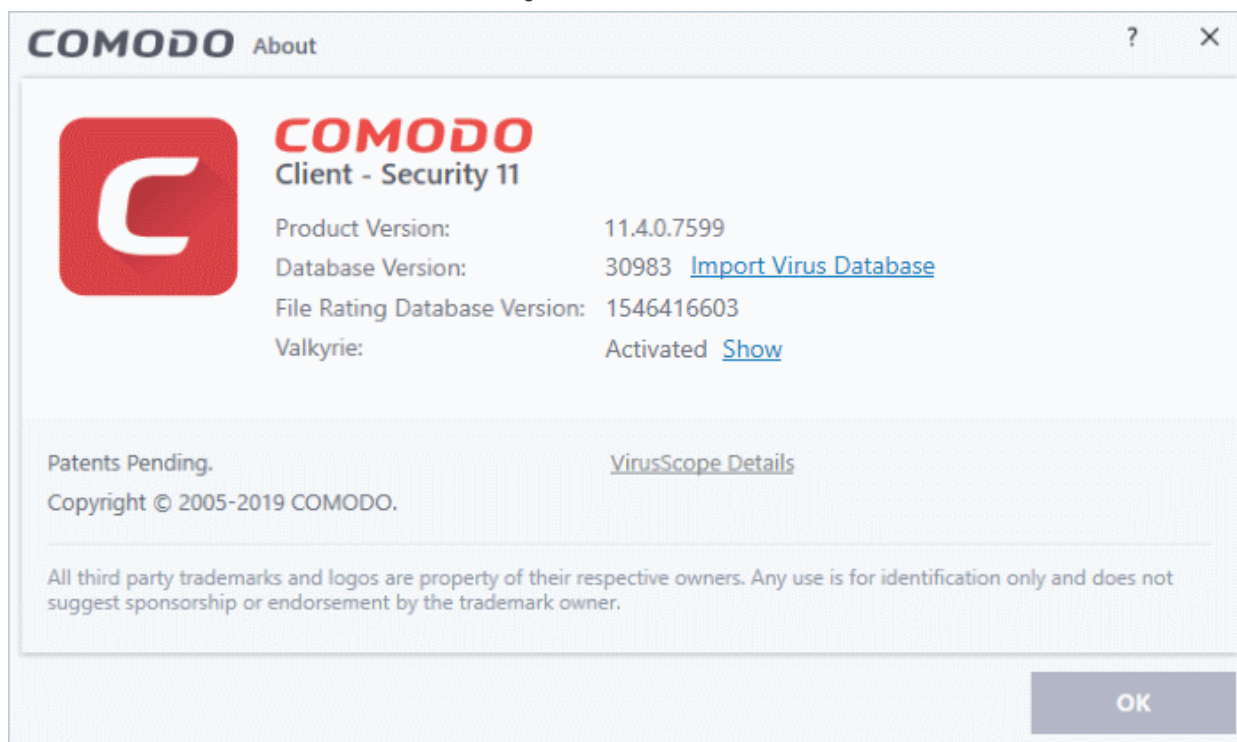 COMODO About ? ×
COMODO
Client - Security 11
Product Version: 11.4.0.7599
Database Version: 30983 Import Virus Database
File Rating Database Version: 1546416603
Valkyrie: Activated Show
Patents Pending. VirusScope Details
Copyright © 2005-2019 COMODO.
All third party trademarks and logos are property of their respective owners. Any use is for identification only and does not
suggest sponsorship or endorsement by the trademark owner.
OK